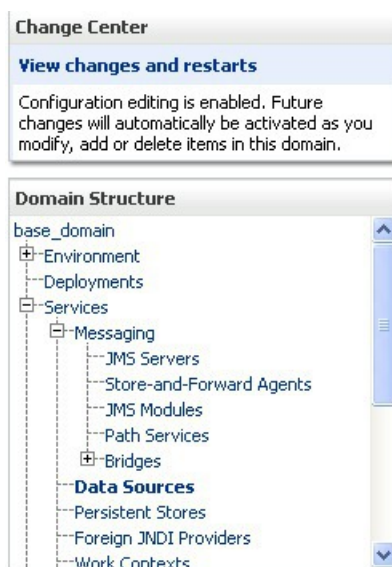 Change Center
View changes and restarts
Configuration editing is enabled. Future
changes will automatically be activated as you
modify, add or delete items in this domain.
Domain Structure
base_domain
Environment
Deployments
Services
Messaging
JMS Servers
Store-and-Forward Agents
JMS Modules
Path Services
Bridges
Data Sources
Persistent Stores
Foreign JNDI Providers
Work Contexts